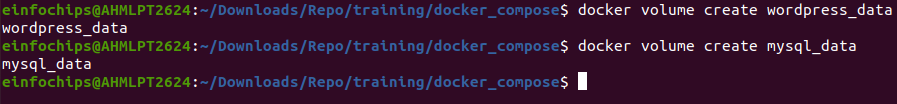 einfochips@AHMLPT2624:~/Downloads/Repo/training/docker_compose$ docker volume create wordpress_data
wordpress_data
einfochips@AHMLPT2624:~/Downloads/Repo/training/docker_compose$ docker volume create mysql_data
mysql_data
einfochips@AHMLPT2624:~/Downloads/Repo/training/docker_compose$